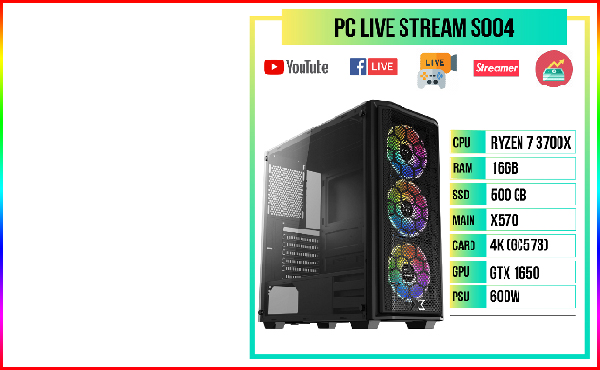 PC LIVE STREAM S004
YouTube
LIVE
LIVE
Streamer
CPU RYZEN 7 3700X
RAM 16GB
SSD 500 GB
MAIN X570
CARD 4K (GC573)
GPU GTX 1650
PSU 600W